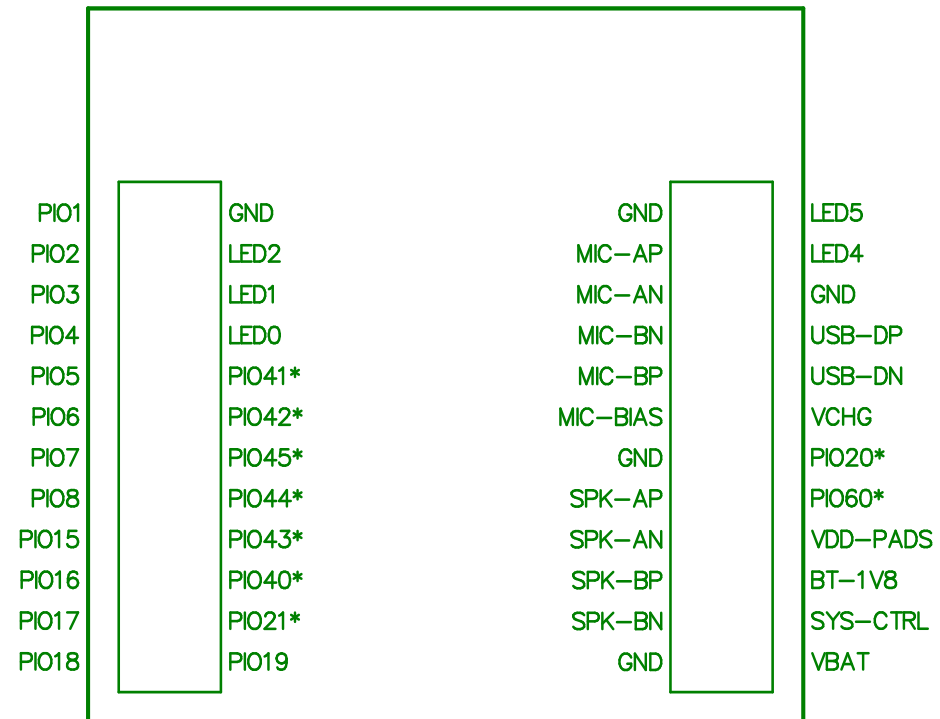 PIO1 GND GND LED5
PIO2 LED2 MIC-AP LED4
PIO3 LED1 MIC-AN GND
PIO4 LED0 MIC-BN USB-DP
PIO5 PIO41* MIC-BP USB-DN
PIO6 PIO42* MIC-BIAS VCHG
PIO7 PIO45* GND PIO20*
PIO8 PIO44* SPK-AP PIO60*
PIO15 PIO43* SPK-AN VDD-PADS
PIO16 PIO40* SPK-BP BT-1V8
PIO17 PIO21* SPK-BN SYS-CTRL
PIO18 PIO19 GND VBAT